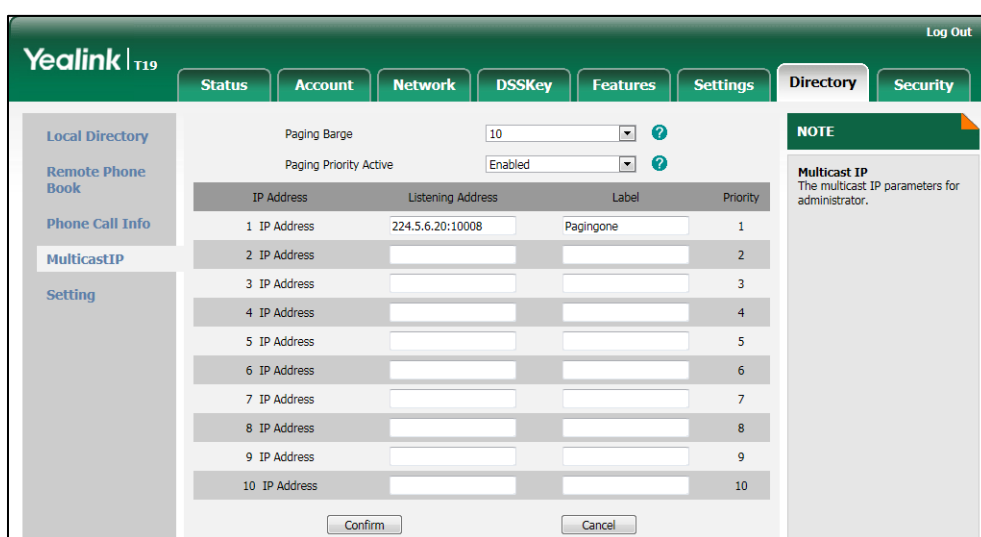 Log Out
Yealink | T19
Status Account Network DSSKey Features Settings Directory Security
Local Directory
Remote Phone
Book
Phone Call Info
MulticastIP
Setting
Paging Barge 10 ?
Paging Priority Active Enabled ?
IP Address Listening Address Label Priority
1 IP Address 224.5.6.20:10008 Pagingone 1
2 IP Address 2
3 IP Address 3
4 IP Address 4
5 IP Address 5
6 IP Address 6
7 IP Address 7
8 IP Address 8
9 IP Address 9
10 IP Address 10
Confirm Cancel
NOTE
Multicast IP
The multicast IP parameters for
administrator.